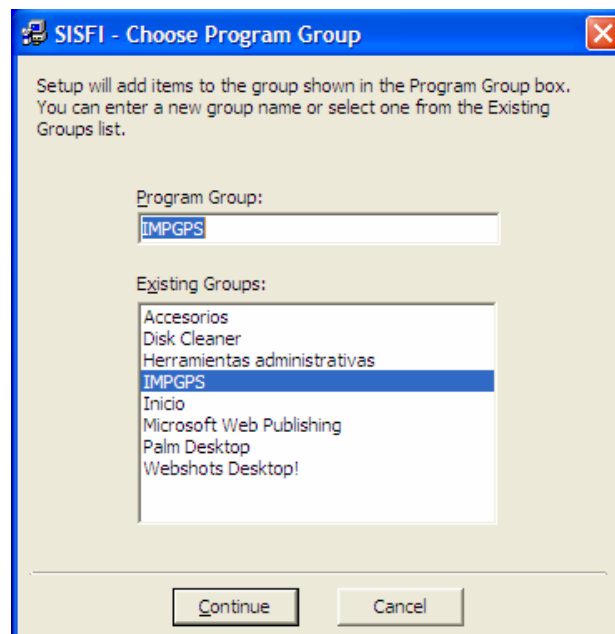 SISFI - Choose Program Group
Setup will add items to the group shown in the Program Group box.
You can enter a new group name or select one from the Existing
Groups list.
Program Group:
IMPGPS
Existing Groups:
Accesorios
Disk Cleaner
Herramientas administrativas
IMPGPS
Inicio
Microsoft Web Publishing
Palm Desktop
Webshots Desktop!
Continue
Cancel